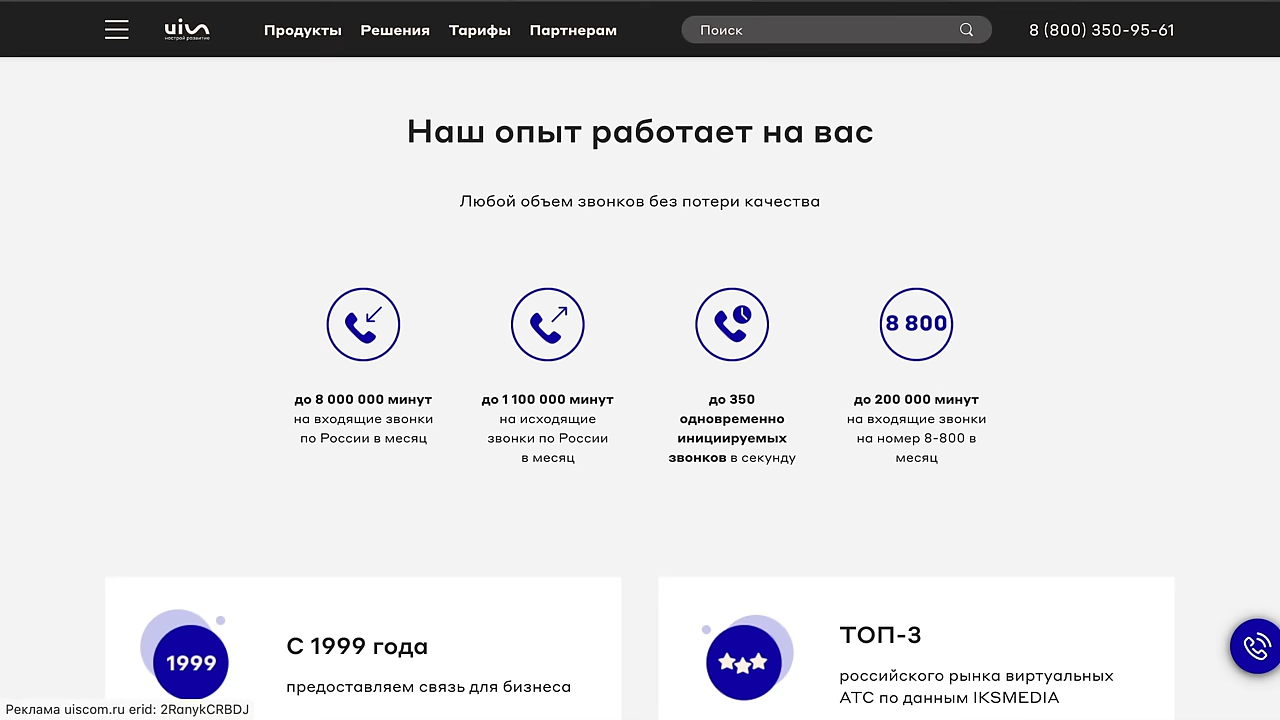 uin
настрой развитие
Продукты Решения Тарифы Партнерам
Поиск
8 (800) 350-95-61
Наш опыт работает на вас
Любой объем звонков без потери качества
8 800
до 8 000 000 минут
на входящие звонки
по России в месяц
до 1 100 000 минут
на исходящие
звонки по России
в месяц
до 350
одновременно
инициируемых
звонков в секунду
до 200 000 минут
на входящие звонки
на номер 8-800 в
месяц
1999
С 1999 года
предоставляем связь для бизнеса
ТОП-3
российского рынка виртуальных
АТС по данным IKSMEDIA
Реклама uiscom.ru erid: 2RanykCRBDJ